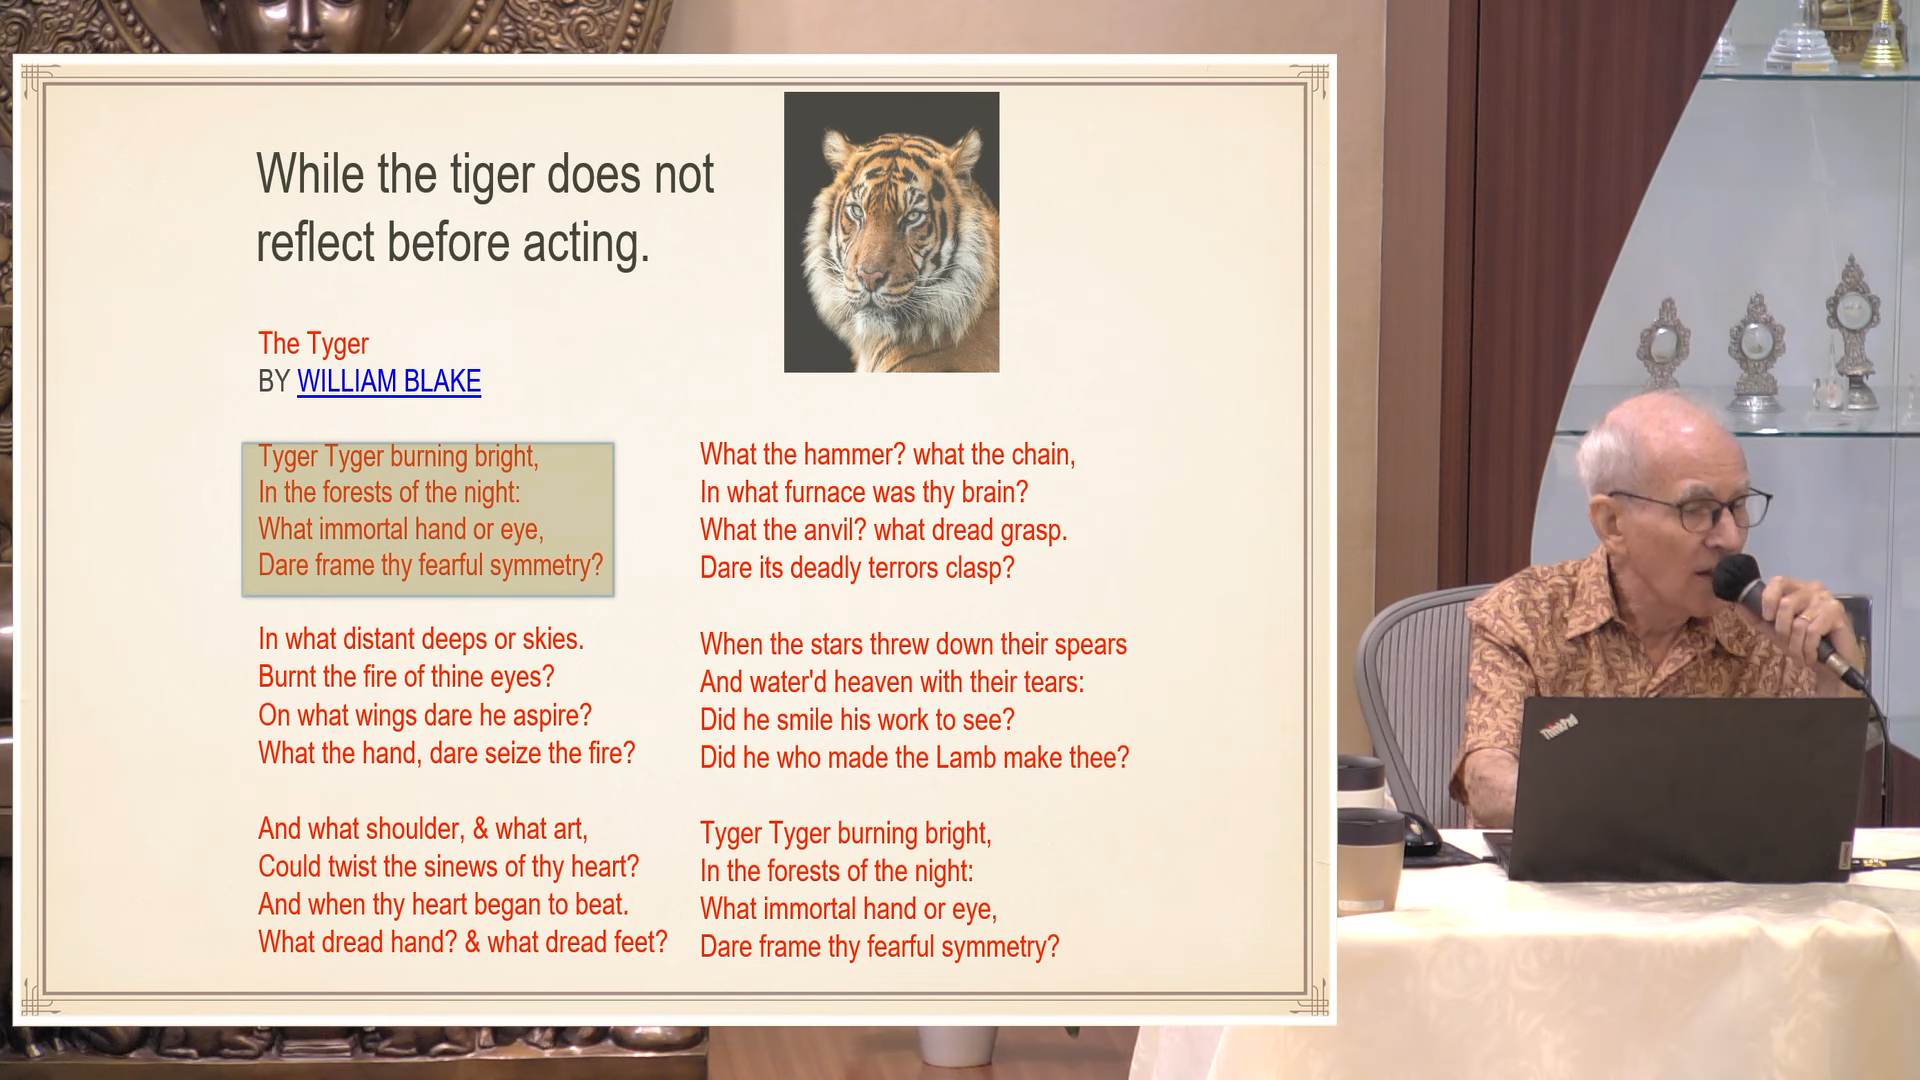 While the tiger does not
reflect before acting.
The Tyger
BY WILLIAM BLAKE
Tyger Tyger burning bright,
In the forests of the night:
What immortal hand or eye,
Dare frame thy fearful symmetry?
In what distant deeps or skies.
Burnt the fire of thine eyes?
On what wings dare he aspire?
What the hand, dare seize the fire?
And what shoulder, & what art,
Could twist the sinews of thy heart?
And when thy heart began to beat.
What dread hand? & what dread feet?
What the hammer? what the chain,
In what furnace was thy brain?
What the anvil? what dread grasp.
Dare its deadly terrors clasp?
When the stars threw down their spears
And water'd heaven with their tears:
Did he smile his work to see?
Did he who made the Lamb make thee?
Tyger Tyger burning bright,
In the forests of the night:
What immortal hand or eye,
Dare frame thy fearful symmetry?
ThinkPad